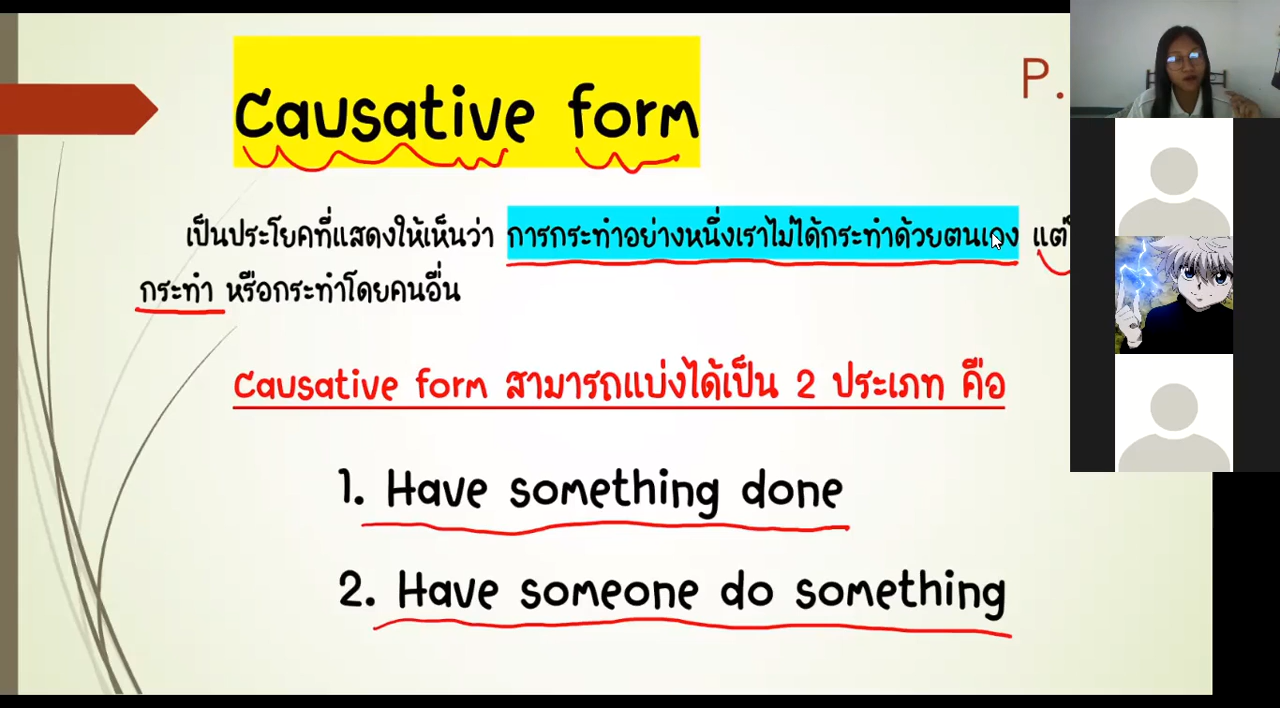 Causative form
P.
เป็นประโยคที่แสดงให้เห็นว่า การกระทำอย่างหนึ่งเราไม่ได้กระทำด้วยตนเอง
กระทำ หรือกระทำโดยคนอื่น
Causative form สามารถแบ่งได้เป็น 2 ประเภท คือ
1. Have something done
2. Have someone do something